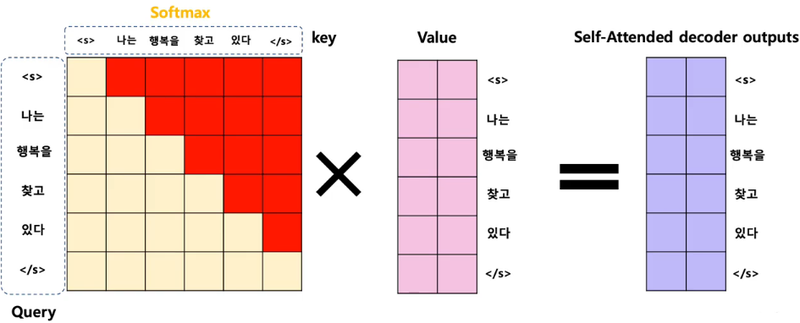 Softmax
<s> 나는 행복을 찾고 있다 </s> key Value Self-Attended decoder outputs
<s> <s> <s>
나는 나는 나는
행복을 행복을 행복을
찾고 찾고 찾고
있다 있다 있다
</s> </s> </s>
Query